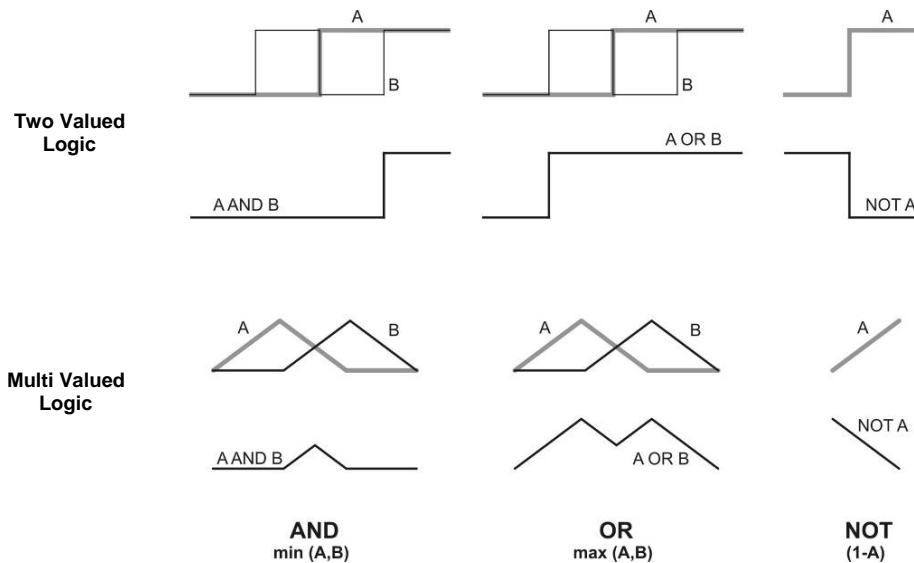 A
A
A
B
B
Two Valued
Logic
A OR B
A AND B
NOT A
A
B
A
B
A
Multi Valued
Logic
NOT A
A AND B
A OR B
AND
OR
NOT
min (A,B)
max (A,B)
(1-A)